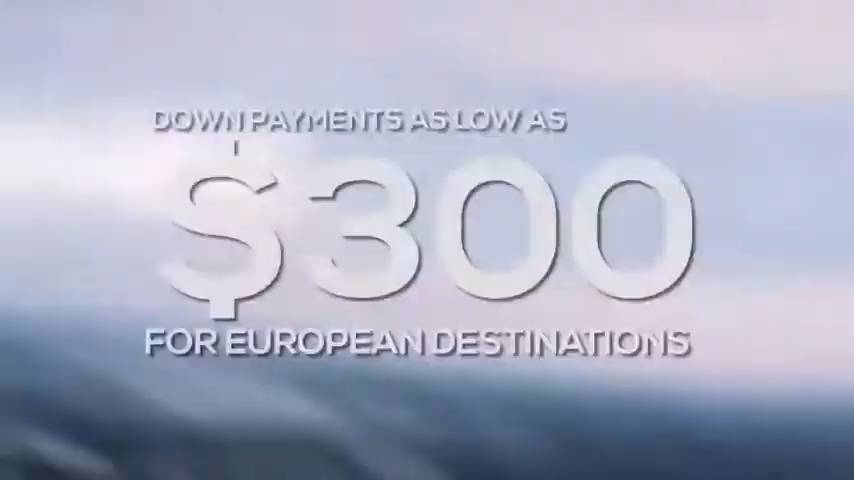 DOWN PAYMENTS AS LOW AS
$300
FOR EUROPEAN DESTINATIONS